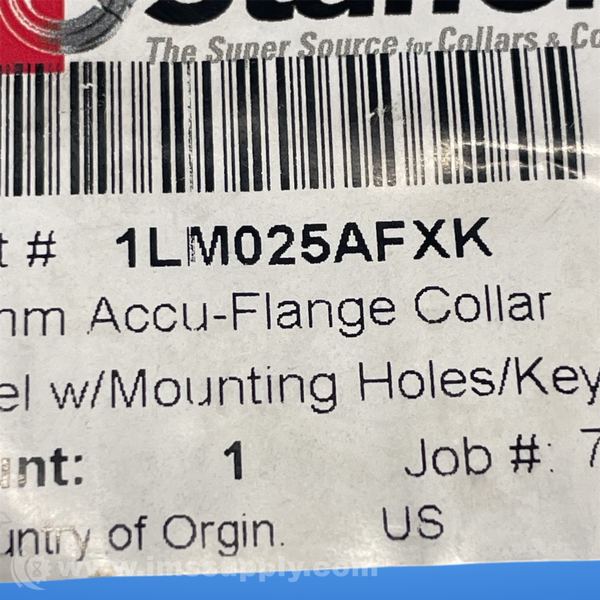 The Super Source for Collars & Co
t # 1LM025AFXK
mm Accu-Flange Collar
el w/Mounting Holes/Key
unt: 1 Job #: 7
untry of Orgin. US
www.imssupply.com